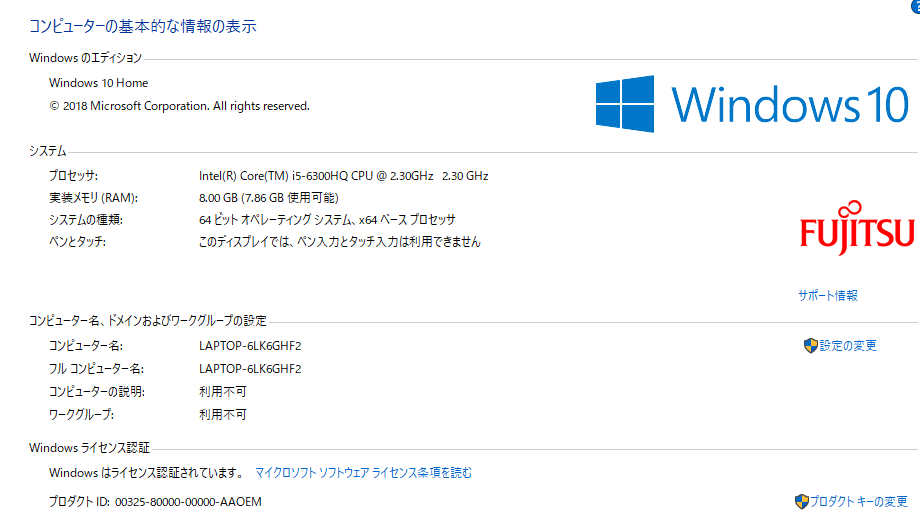 コンピューターの基本的な情報の表示
Windows のエディション
Windows 10 Home
© 2018 Microsoft Corporation. All rights reserved.
Windows 10
システム
プロセッサ: Intel(R) Core(TM) i5-6300HQ CPU @ 2.30GHz 2.30 GHz
実装メモリ (RAM): 8.00 GB (7.86 GB 使用可能)
システムの種類: 64 ビット オペレーティング システム、x64 ベース プロセッサ
ペンとタッチ: このディスプレイでは、ペン入力とタッチ入力は利用できません
FUJITSU
サポート情報
コンピューター名、ドメインおよびワークグループの設定
コンピューター名: LAPTOP-6LK6GHF2 設定の変更
フル コンピューター名: LAPTOP-6LK6GHF2
コンピューターの説明: 利用不可
ワークグループ: 利用不可
Windows ライセンス認証
Windows はライセンス認証されています。 マイクロソフト ソフトウェア ライセンス条項を読む
プロダクト ID: 00325-80000-00000-AAOEM プロダクト キーの変更